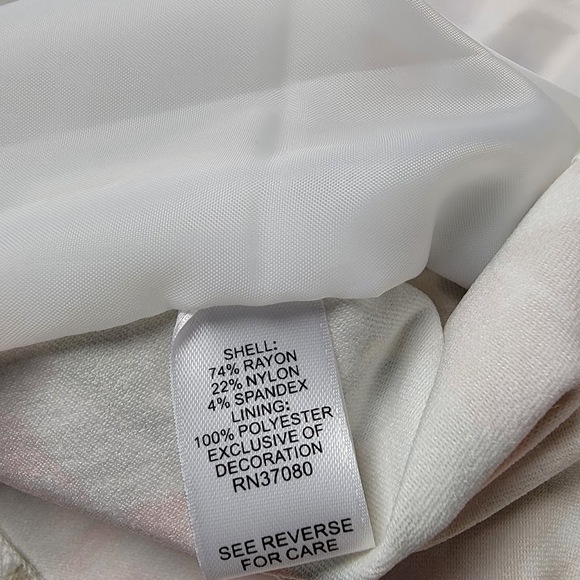 SHELL:
74% RAYON
22% NYLON
4% SPANDEX
LINING:
100% POLYESTER
EXCLUSIVE OF
DECORATION
RN37080
SEE REVERSE
FOR CARE